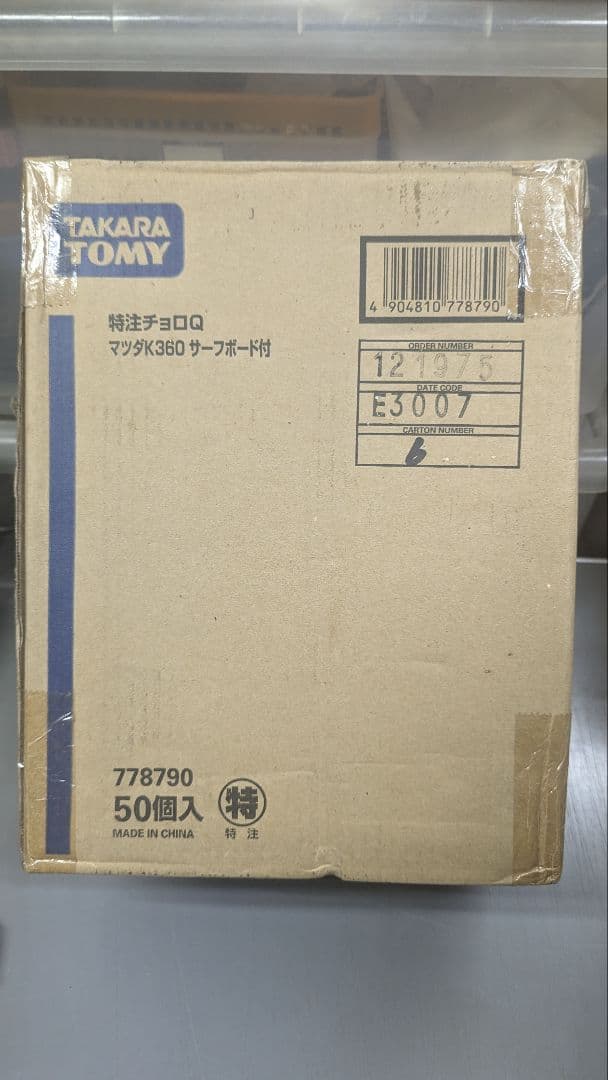 TAKARA
TOMY
4 904810 778790
特注チョロQ
マツダK360 サーフボード付
ORDER NUMBER
121975
DATE CODE
E3007
CARTON NUMBER
6
778790
50個入
特
MADE IN CHINA
特注